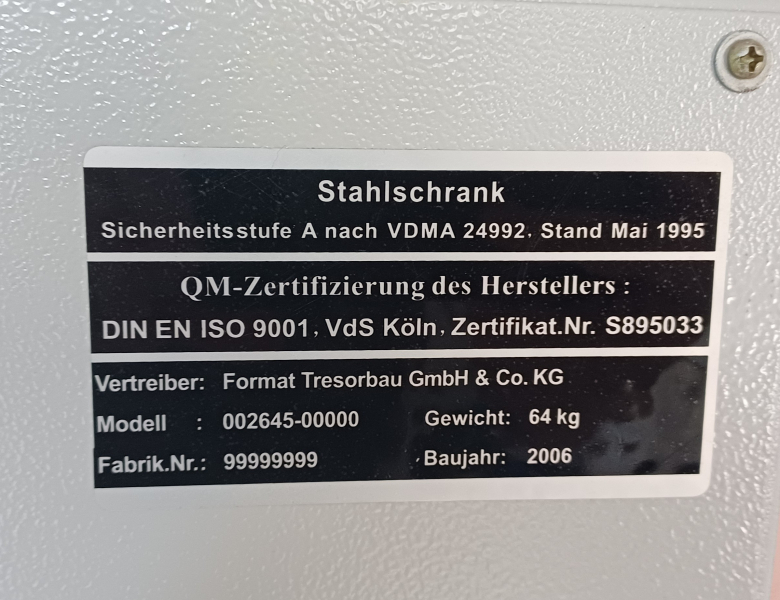 Stahlschrank
Sicherheitsstufe A nach VDMA 24992. Stand Mai 1995
QM-Zertifizierung des Herstellers :
DIN EN ISO 9001, VdS Köln, Zertifikat.Nr. S895033
Vertreiber: Format Tresorbau GmbH & Co. KG
Modell : 002645-00000 Gewicht: 64 kg
Fabrik.Nr.: 99999999 Baujahr: 2006